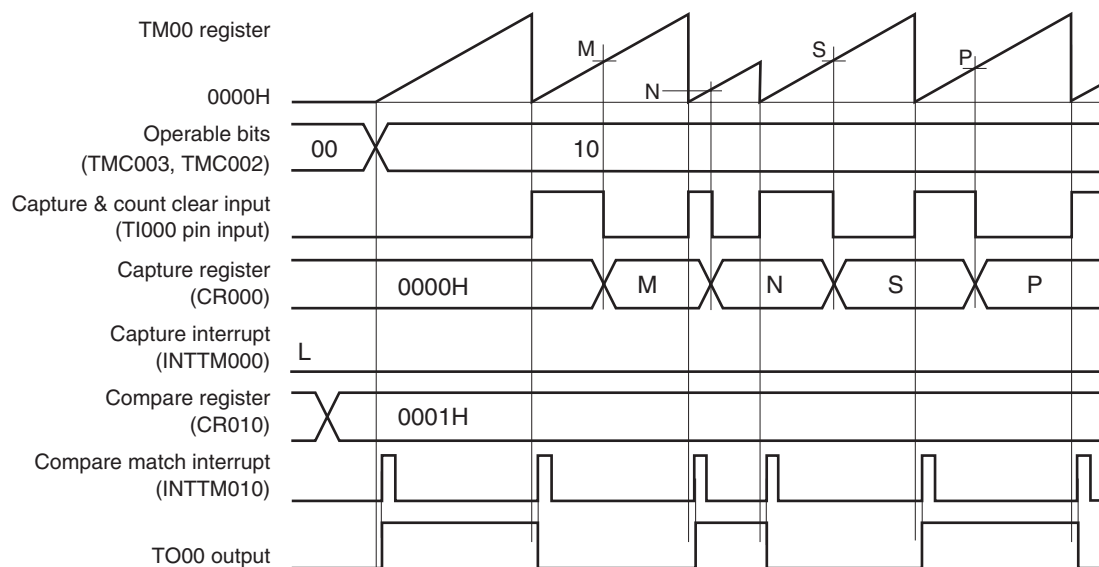 TM00 register
M
S
P
N
0000H
Operable bits
(TMC003, TMC002)
00
10
Capture & count clear input
(TI000 pin input)
Capture register
(CR000)
0000H
M
N
S
P
Capture interrupt
(INTTM000)
L
Compare register
(CR010)
0001H
Compare match interrupt
(INTTM010)
TO00 output